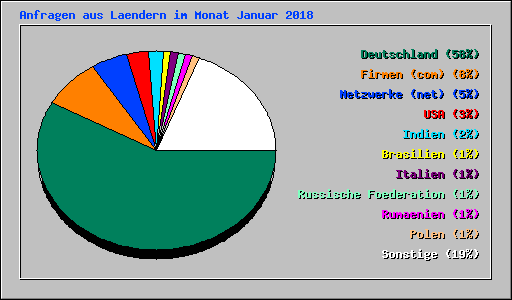 Anfragen aus Laendern im Monat Januar 2018
Deutschland (58%)
Firmen (com) (8%)
Netzwerke (net) (5%)
USA (3%)
Indien (2%)
Brasilien (1%)
Italien (1%)
Russische Foederation (1%)
Rumaenien (1%)
Polen (1%)
Sonstige (19%)